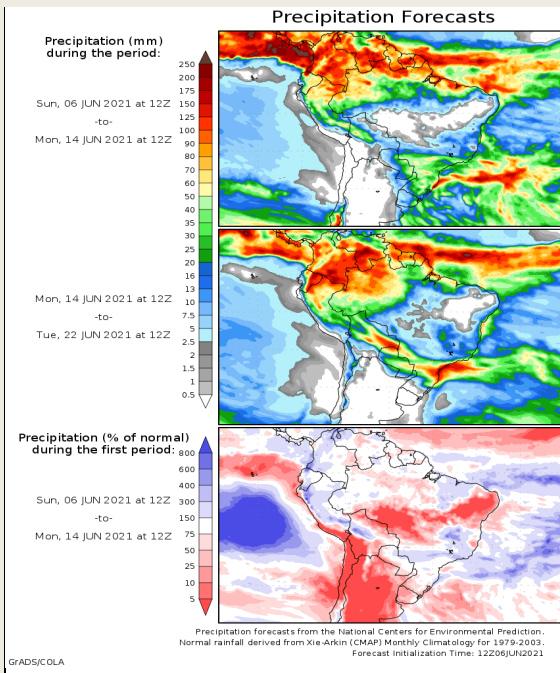 Precipitation Forecasts
Precipitation (mm)
during the period:
Sun, 06 JUN 2021 at 12Z
-to-
Mon, 14 JUN 2021 at 12Z
250
200
175
150
125
100
90
80
70
60
50
40
35
30
25
20
16
13
10
7.5
5
2.5
2
1.5
1
0.5
Mon, 14 JUN 2021 at 12Z
-to-
Tue, 22 JUN 2021 at 12Z
Precipitation (% of normal)
during the first period:
Sun, 06 JUN 2021 at 12Z
-to-
Mon, 14 JUN 2021 at 12Z
800
600
400
300
150
75
50
25
10
5
Precipitation forecasts from the National Centers for Environmental Prediction.
Normal rainfall derived from Xie-Arkin (CMAP) Monthly Climatology for 1979-2003.
Forecast Initialization Time: 12Z06JUN2021
GrADS/COLA